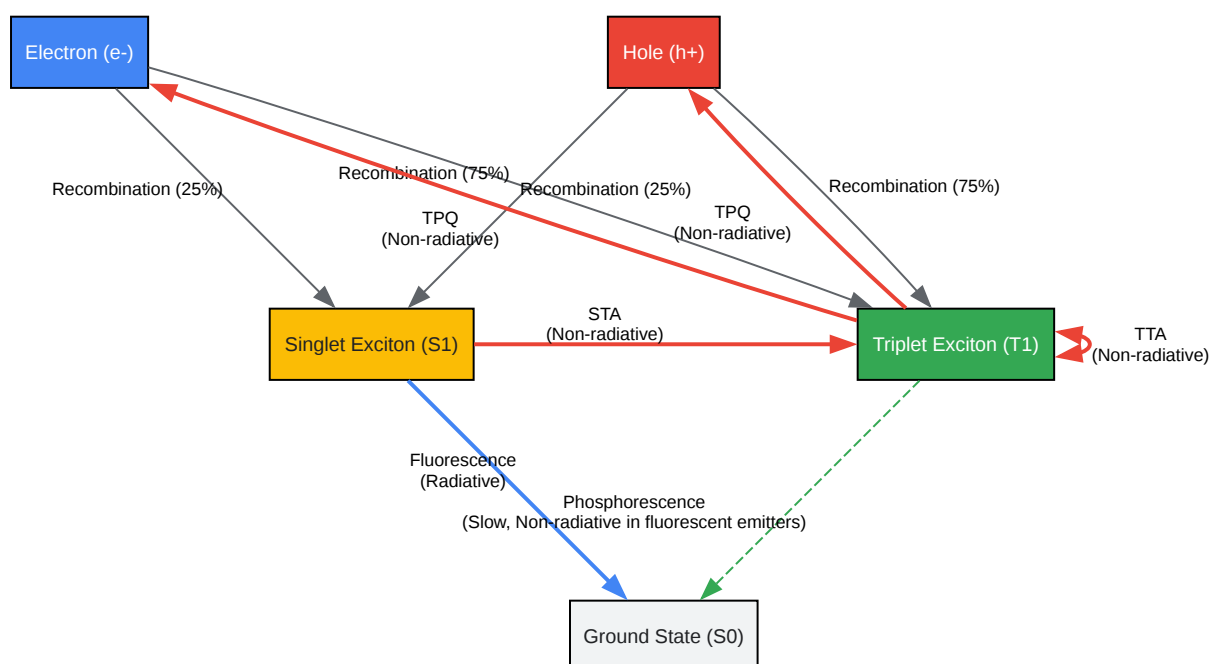 Electron (e-)
Hole (h+)
Recombination (75%)
Recombination (25%)
Recombination (25%)
Recombination (75%)
TPQ
(Non-radiative)
TPQ
(Non-radiative)
Singlet Exciton (S1)
STA
(Non-radiative)
Triplet Exciton (T1)
TTA
(Non-radiative)
Fluorescence
(Radiative)
Phosphorescence
(Slow, Non-radiative in fluorescent emitters)
Ground State (S0)